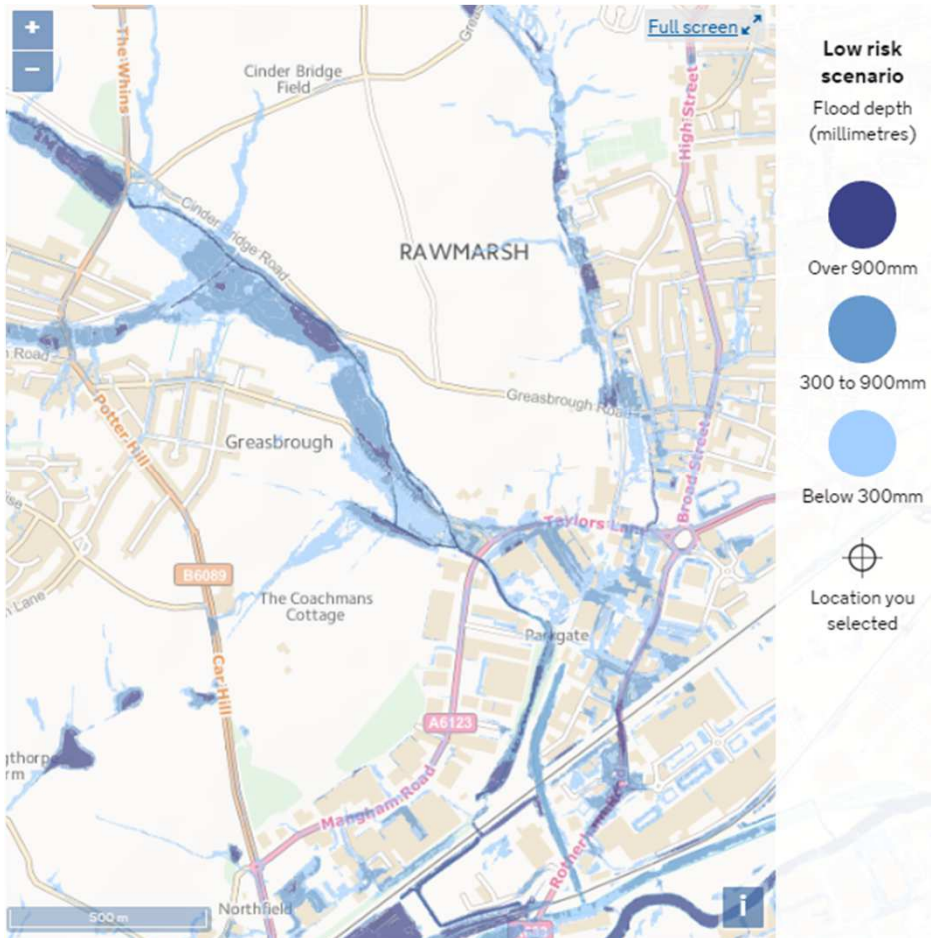 +
−
Full screen
Low risk
scenario
Flood depth
(millimetres)
Over 900mm
300 to 900mm
Below 300mm
Location you
selected
The Whins
Cinder Bridge
Field
High Street
Cinder Bridge Road
RAWMARSH
Road
Potter Hill
Greasbrough
Greasbrough Road
Broad Street
Taylors Lane
B6089
The Coachmans
Cottage
Parkgate
Car Hill
A6123
Mangham Road
Northfield
500 m
i